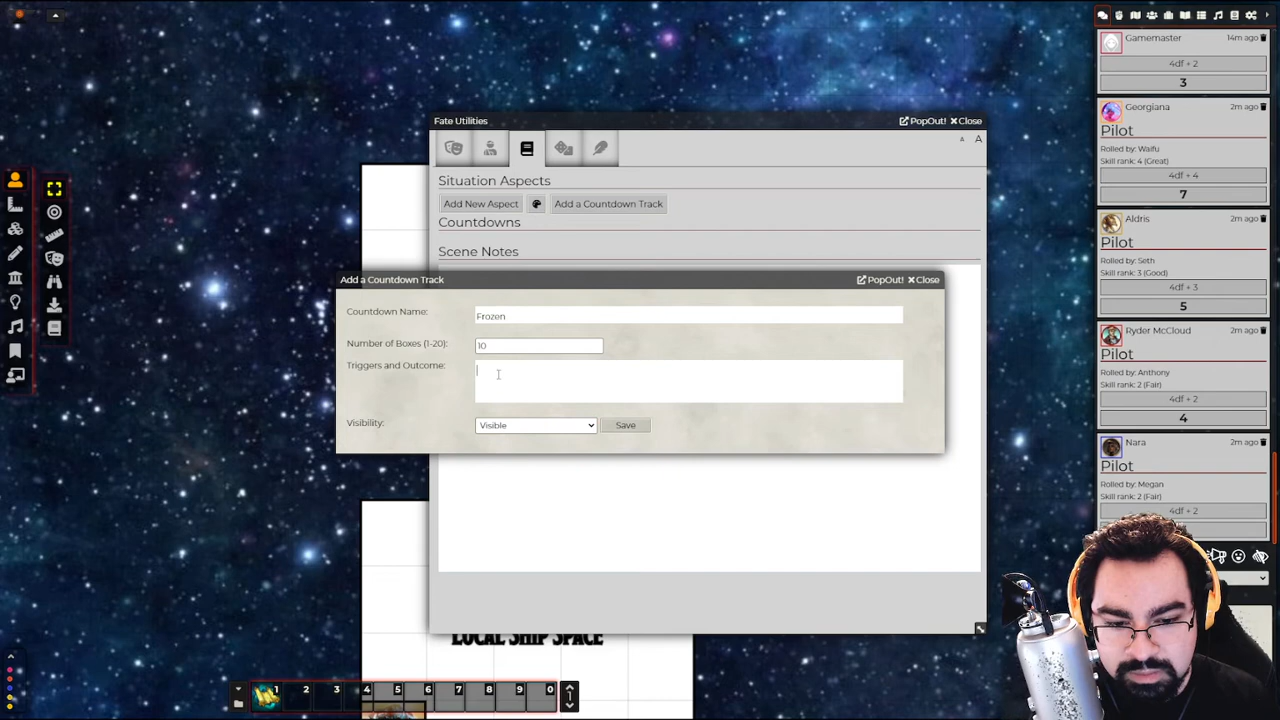 Fate Utilities
PopOut! Close
A A
Situation Aspects
Add New Aspect
Add a Countdown Track
Countdowns
Scene Notes
Add a Countdown Track
PopOut! Close
Countdown Name:
Frozen
Number of Boxes (1-20):
10
Triggers and Outcome:
Visibility:
Visible
Save
LOCAL SHIP SPACE
1 2 3 4 5 6 7 8 9 0
1
Gamemaster 14m ago
4df + 2
3
Georgiana 2m ago
Pilot
Rolled by: Waifu
Skill rank: 4 (Great)
4df + 4
7
Aldris 2m ago
Pilot
Rolled by: Seth
Skill rank: 3 (Good)
4df + 3
5
Ryder McCloud 2m ago
Pilot
Rolled by: Anthony
Skill rank: 2 (Fair)
4df + 2
4
Nara 2m ago
Pilot
Rolled by: Megan
Skill rank: 2 (Fair)
4df + 2